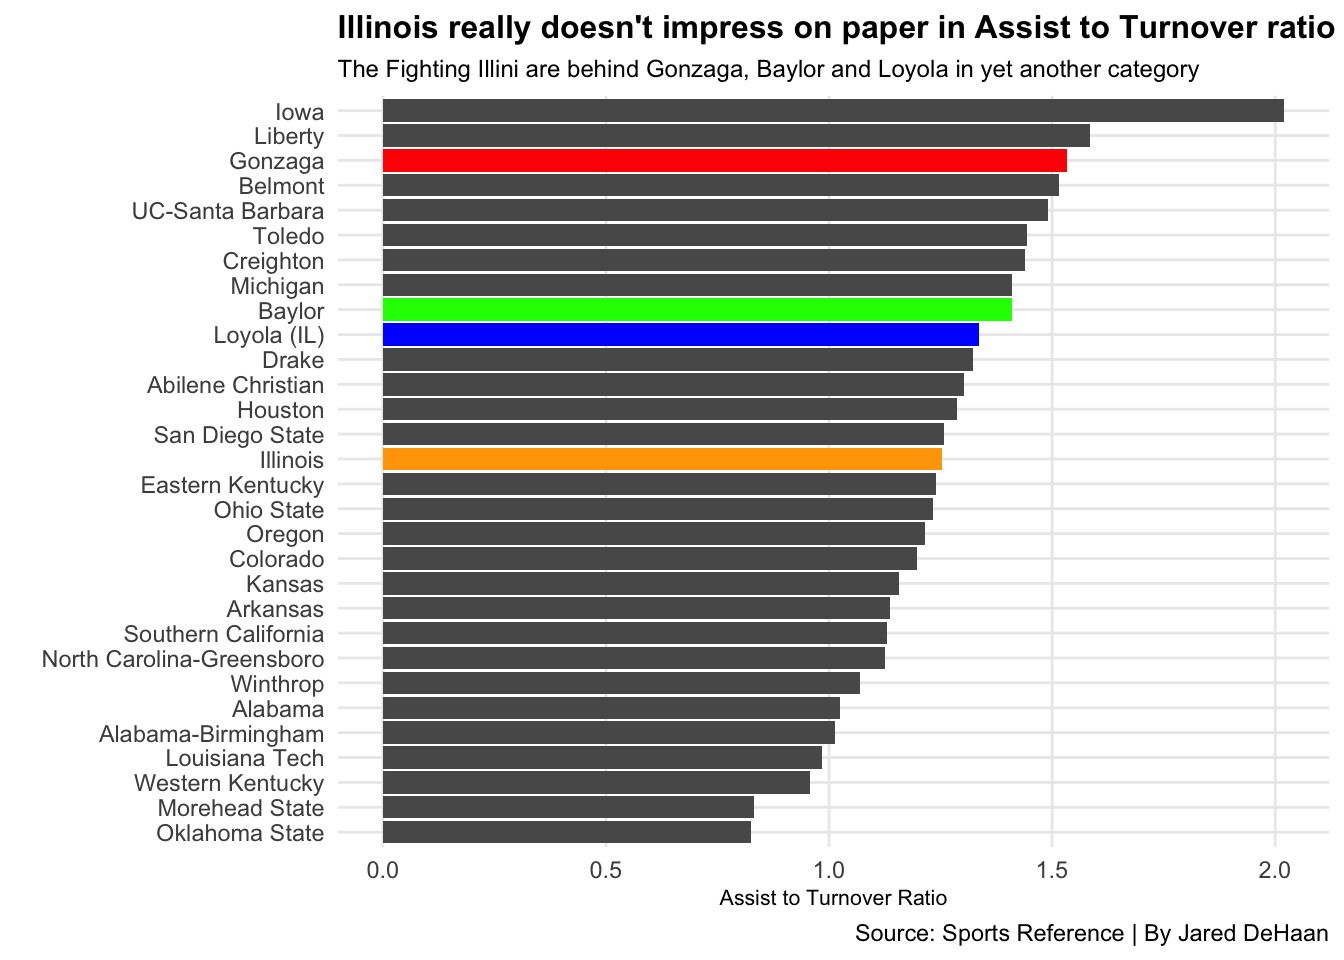 Illinois really doesn't impress on paper in Assist to Turnover ratio
The Fighting Illini are behind Gonzaga, Baylor and Loyola in yet another category
Iowa
Liberty
Gonzaga
Belmont
UC-Santa Barbara
Toledo
Creighton
Michigan
Baylor
Loyola (IL)
Drake
Abilene Christian
Houston
San Diego State
Illinois
Eastern Kentucky
Ohio State
Oregon
Colorado
Kansas
Arkansas
Southern California
North Carolina-Greensboro
Winthrop
Alabama
Alabama-Birmingham
Louisiana Tech
Western Kentucky
Morehead State
Oklahoma State
0.0 0.5 1.0 1.5 2.0
Assist to Turnover Ratio
Source: Sports Reference | By Jared DeHaan